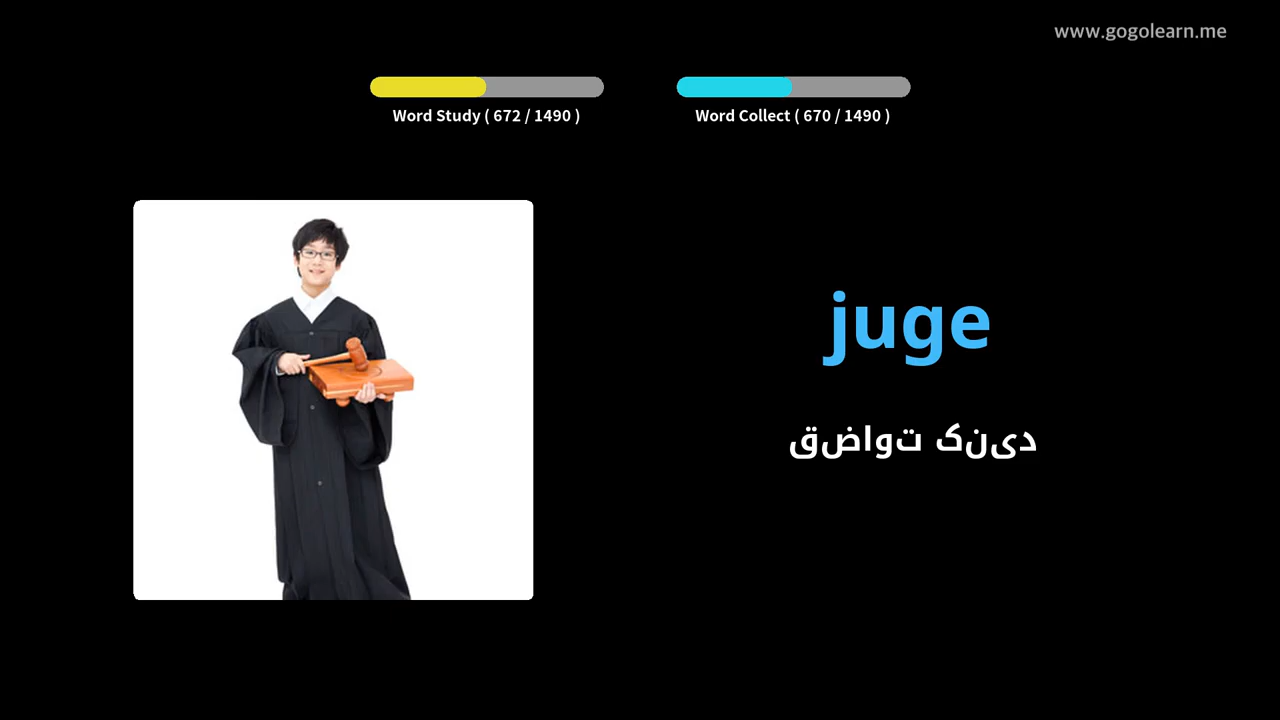 www.gogolearn.me
Word Study ( 672 / 1490 )
Word Collect ( 670 / 1490 )
juge
قضاوت کنید